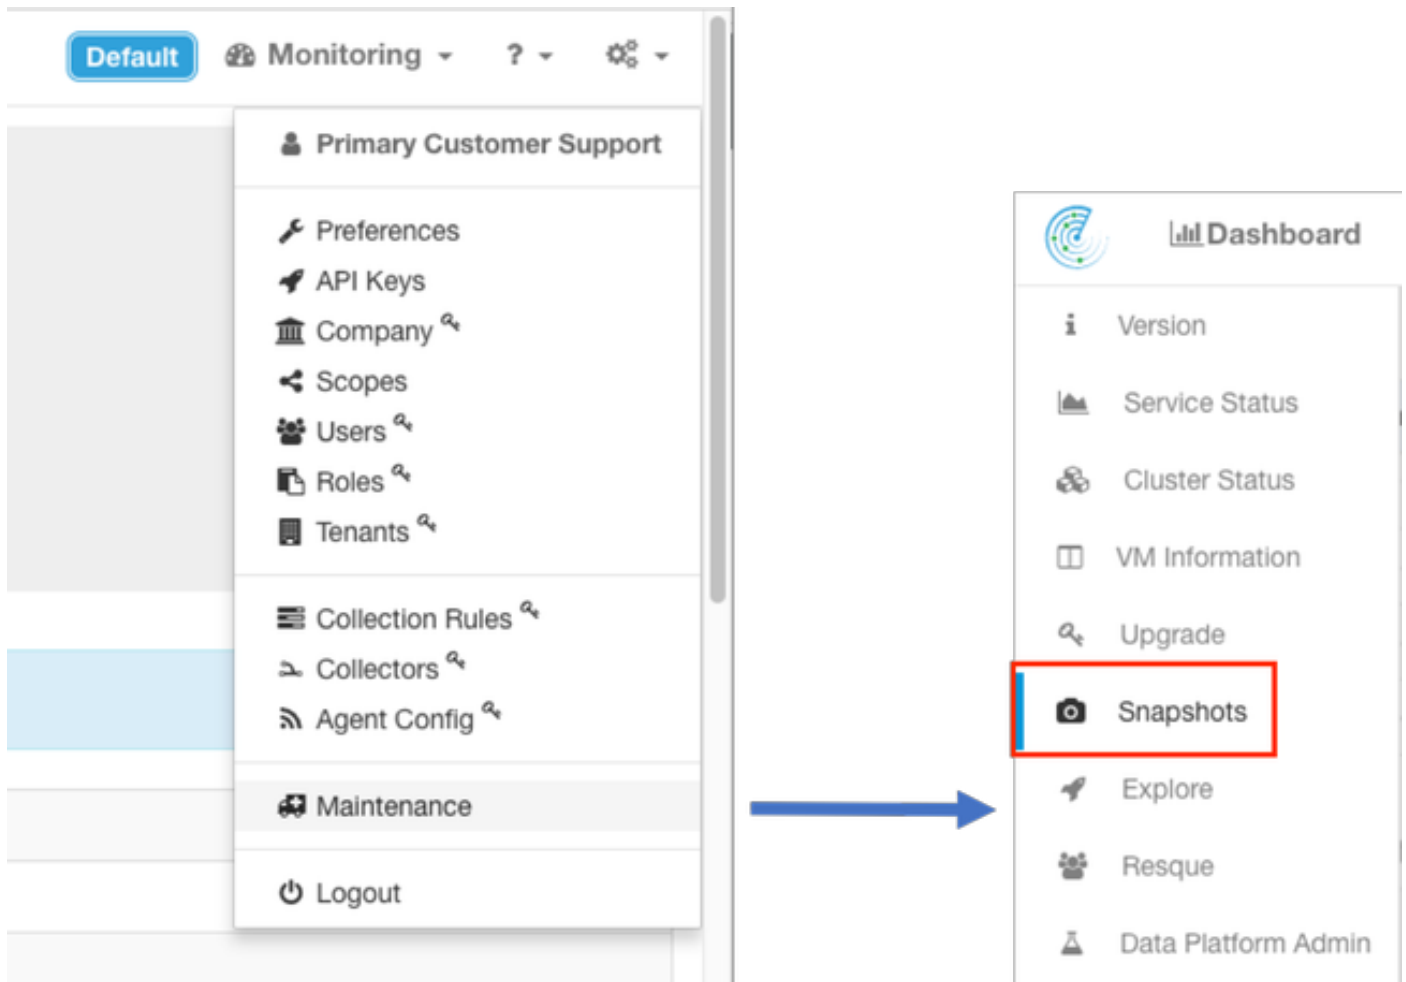 Default Monitoring ?
Primary Customer Support
Preferences
API Keys
Company
Scopes
Users
Roles
Tenants
Collection Rules
Collectors
Agent Config
Maintenance
Logout
Dashboard
Version
Service Status
Cluster Status
VM Information
Upgrade
Snapshots
Explore
Resque
Data Platform Admin